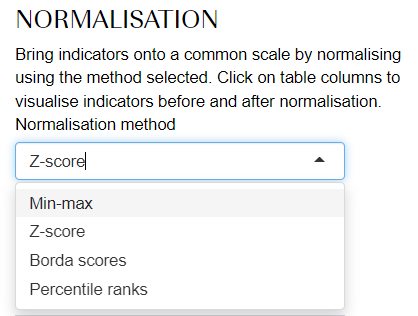 NORMALISATION
Bring indicators onto a common scale by normalising
using the method selected. Click on table columns to
visualise indicators before and after normalisation.
Normalisation method
Z-score
Min-max
Z-score
Borda scores
Percentile ranks